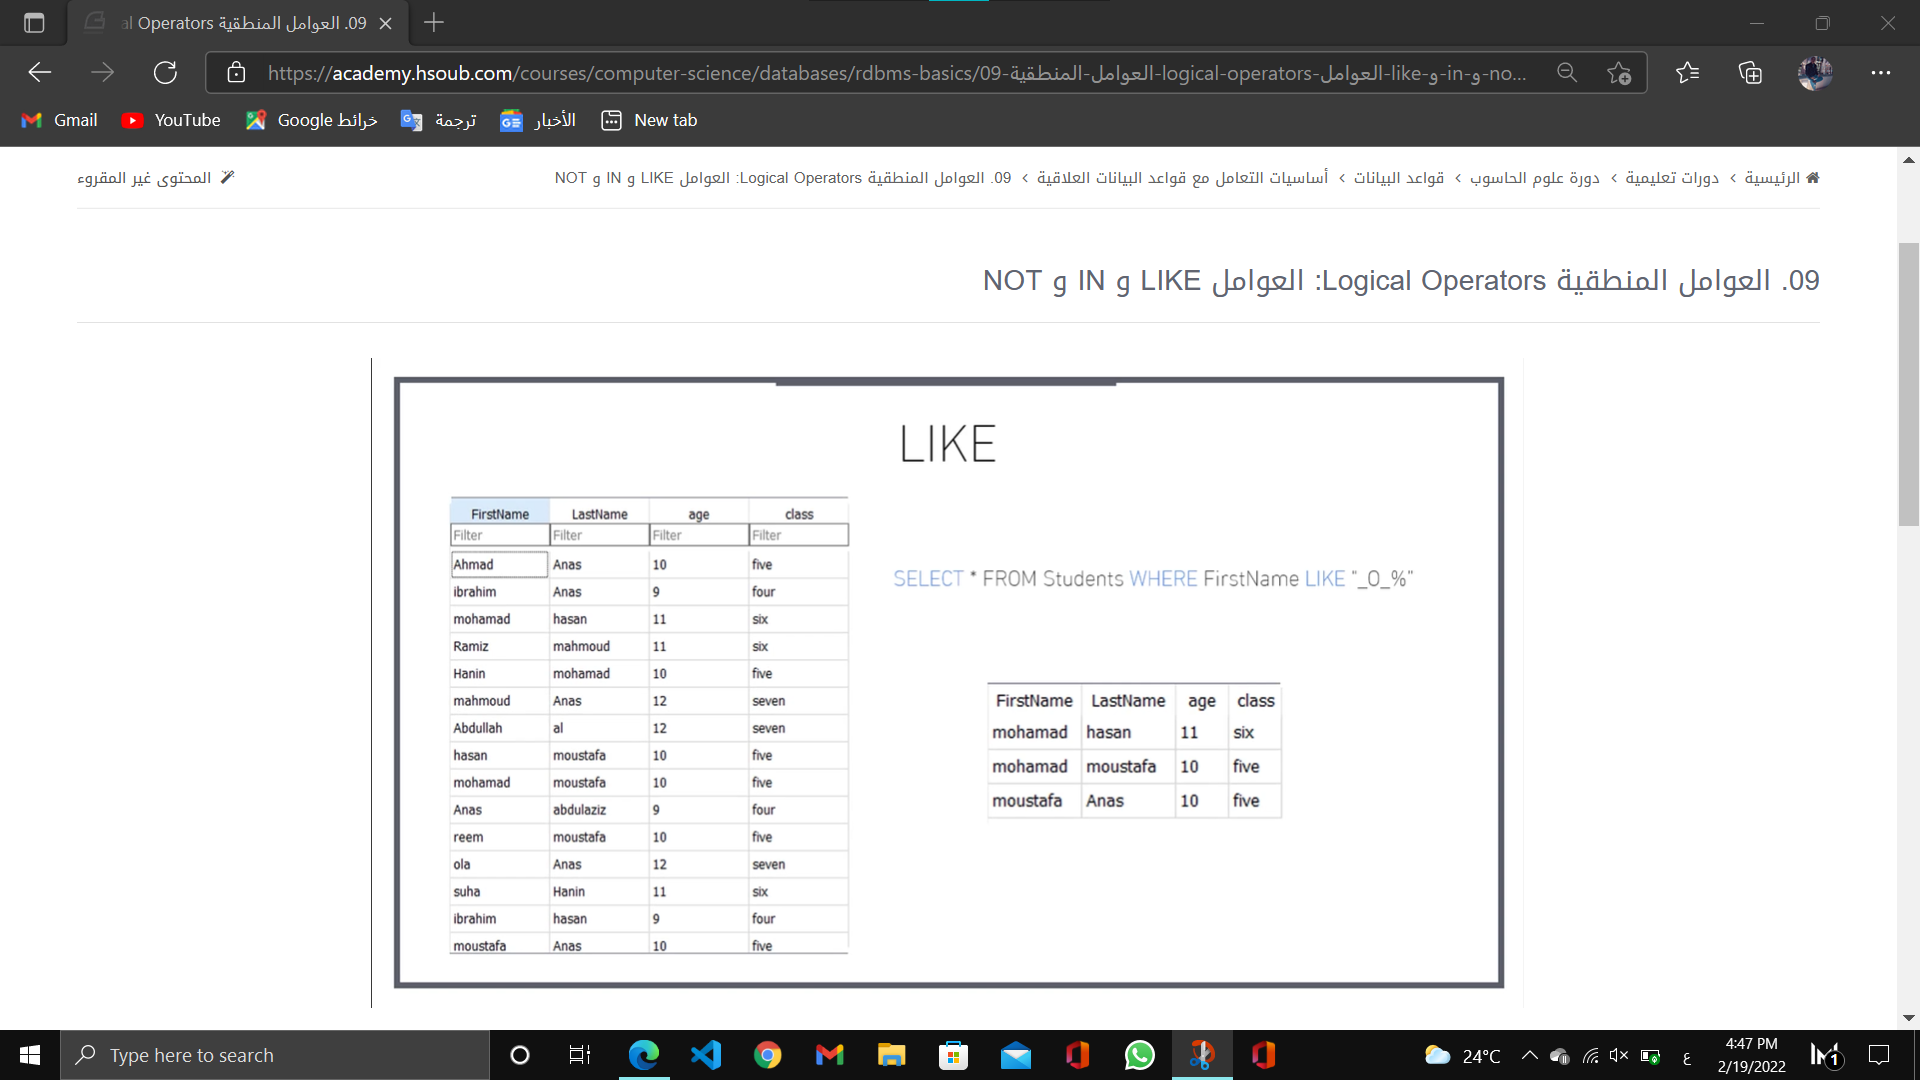 al Operators العوامل المنطقية .09
https://academy.hsoub.com/courses/computer-science/databases/rdbms-basics/09-العوامل-المنطقية-logical-operators-العوامل-like-و-in-و-no...
Gmail
YouTube
خرائط Google
ترجمة
الأخبار
New tab
الرئيسية › دورات تعليمية › دورة علوم الحاسوب › قواعد البيانات › أساسيات التعامل مع قواعد البيانات العلاقية › 09. العوامل المنطقية Logical Operators: العوامل LIKE و IN و NOT
المحتوى غير المقروء
09. العوامل المنطقية Logical Operators: العوامل LIKE و IN و NOT
LIKE
FirstName LastName age class
Filter Filter Filter Filter
Ahmad Anas 10 five
ibrahim Anas 9 four
mohamad hasan 11 six
Ramiz mahmoud 11 six
Hanin mohamad 10 five
mahmoud Anas 12 seven
Abdullah al 12 seven
hasan moustafa 10 five
mohamad moustafa 10 five
Anas abdulaziz 9 four
reem moustafa 10 five
ola Anas 12 seven
suha Hanin 11 six
ibrahim hasan 9 four
moustafa Anas 10 five
SELECT * FROM Students WHERE FirstName LIKE "_O_%"
FirstName LastName age class
mohamad hasan 11 six
mohamad moustafa 10 five
moustafa Anas 10 five
Type here to search
24°C
ع
4:47 PM
2/19/2022
1